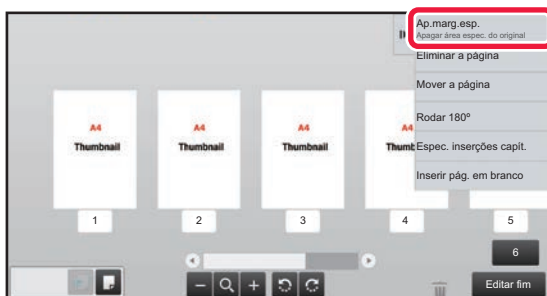 Ap.marg.esp.
Apagar área espec. do original
Eliminar a página
Mover a página
Rodar 180º
Espec. inserções capít.
Inserir pág. em branco
A4
Thumbnail
A4
Thumbnail
A4
Thumbnail
A4
Thumb
1
2
3
4
5
6
Editar fim